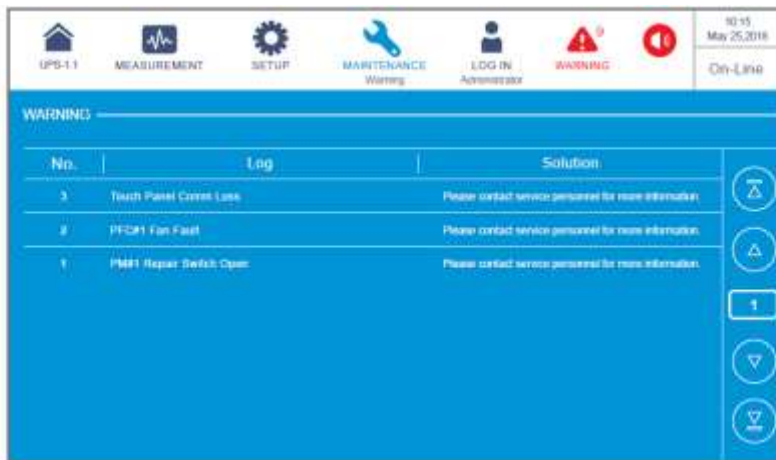 10:15
May 25,2018
UPS-1.1
MEASUREMENT
SETUP
MAINTENANCE
Warning
LOG IN
Administrator
WARNING
On-Line
WARNING
No.
Log
Solution
3
Touch Panel Comm Loss
Please contact service personnel for more information.
2
PFC#1 Fan Fault
Please contact service personnel for more information.
1
PM#1 Repair Switch Open
Please contact service personnel for more information.
1